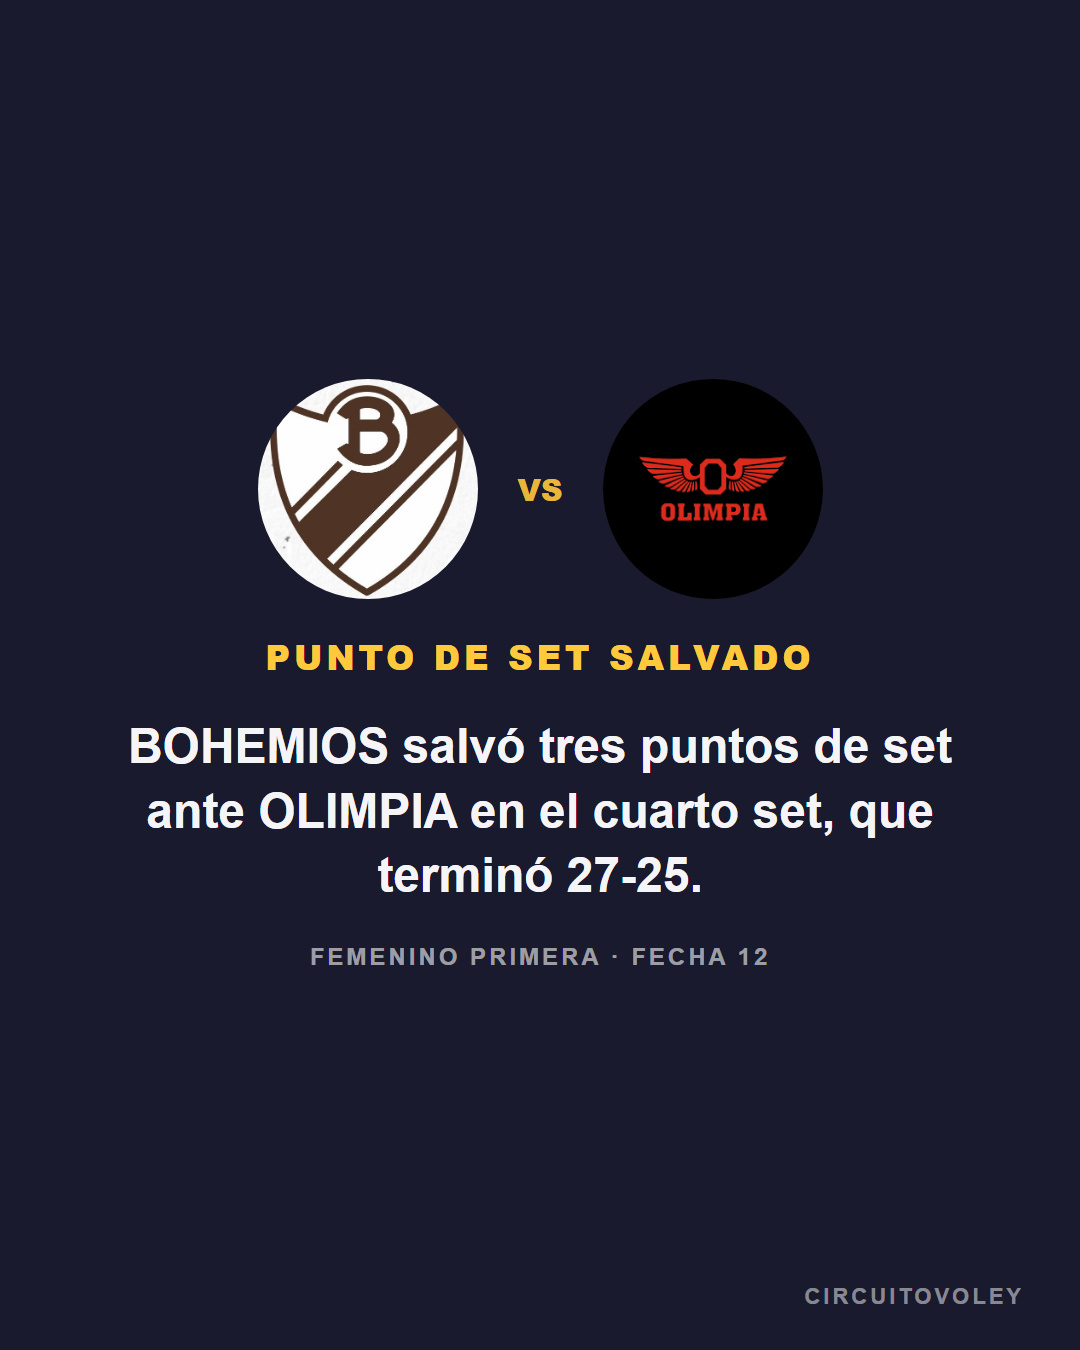 B
VS
OLIMPIA
PUNTO DE SET SALVADO
BOHEMIOS salvó tres puntos de set
ante OLIMPIA en el cuarto set, que
terminó 27-25.
FEMENINO PRIMERA · FECHA 12
CIRCUITOVOLEY